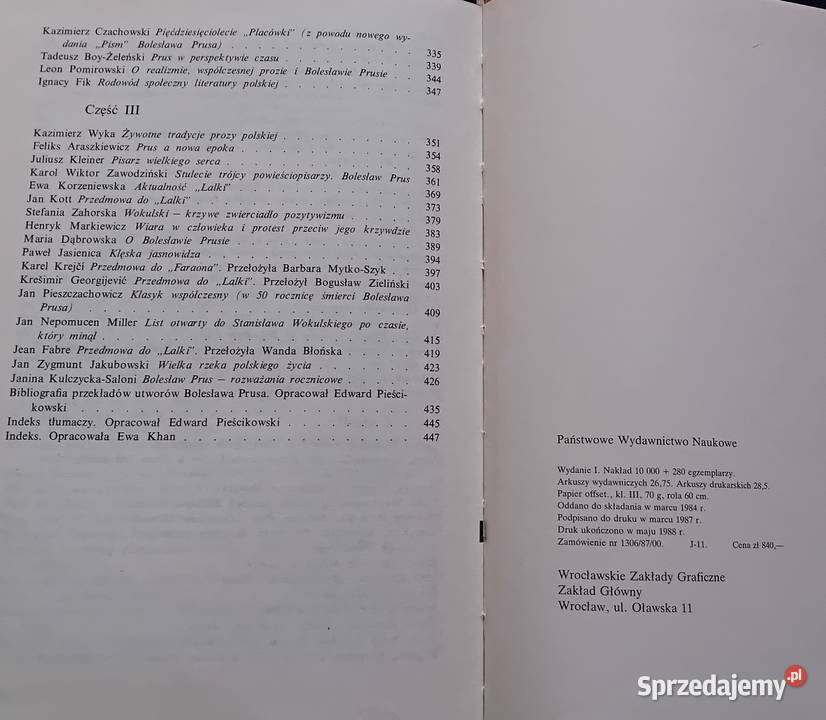 Kazimierz Czachowski Pięćdziesięciolecie „Placówki” (z powodu nowego wy-
dania „Pism” Bolesława Prusa) . . . . . . . . . . 335
Tadeusz Boy-Żeleński Prus w perspektywie czasu . . . . . . . 339
Leon Pomirowski O realizmie, współczesnej prozie i Bolesławie Prusie . . 344
Ignacy Fik Rodowód społeczny literatury polskiej . . . . . . . 347
Część III
Kazimierz Wyka Żywotne tradycje prozy polskiej . . . . . . . 351
Feliks Araszkiewicz Prus a nowa epoka . . . . . . . . . 354
Juliusz Kleiner Pisarz wielkiego serca . . . . . . . . . . 358
Karol Wiktor Zawodziński Stulecie trójcy powieściopisarzy. Bolesław Prus 361
Ewa Korzeniewska Aktualność „Lalki” . . . . . . . . . 369
Jan Kott Przedmowa do „Lalki” . . . . . . . . . . . 373
Stefania Zahorska Wokulski — krzywe zwierciadło pozytywizmu . . . . . 379
Henryk Markiewicz Wiara w człowieka i protest przeciw jego krzywdzie 383
Maria Dąbrowska O Bolesławie Prusie . . . . . . . . . 389
Paweł Jasienica Klęska jasnowidza . . . . . . . . . . . 394
Karel Krejči Przedmowa do „Faraona”. Przełożyła Barbara Mytko-Szyk . . 397
Krešimir Georgijević Przedmowa do „Lalki”. Przełożył Bogusław Zieliński 403
Jan Pieszczachowicz Klasyk współczesny (w 50 rocznicę śmierci Bolesława
Prusa) . . . . . . . . . . . . . . . . 409
Jan Nepomucen Miller List otwarty do Stanisława Wokulskiego po czasie,
który minął . . . . . . . . . . . . . . . 415
Jean Fabre Przedmowa do „Lalki”. Przełożyła Wanda Błońska . . . . . 419
Jan Zygmunt Jakubowski Wielka rzeka polskiego życia . . . . . . 423
Janina Kulczycka-Saloni Bolesław Prus — rozważania rocznicowe . . . . 426
Bibliografia przekładów utworów Bolesława Prusa. Opracował Edward Pieści-
kowski . . . . . . . . . . . . . . . . . 435
Indeks tłumaczy. Opracował Edward Pieścikowski . . . . . . . . 445
Indeks. Opracowała Ewa Khan . . . . . . . . . . . . 447
Państwowe Wydawnictwo Naukowe
Wydanie I. Nakład 10 000 + 280 egzemplarzy.
Arkuszy wydawniczych 26,75. Arkuszy drukarskich 28,5.
Papier offset., kl. III, 70 g, rola 60 cm.
Oddano do składania w marcu 1984 r.
Podpisano do druku w marcu 1987 r.
Druk ukończono w maju 1988 r.
Zamówienie nr 1306/87/00. J-11. Cena zł 840,—
Wrocławskie Zakłady Graficzne
Zakład Główny
Wrocław, ul. Oławska 11
Sprzedajemy.pl